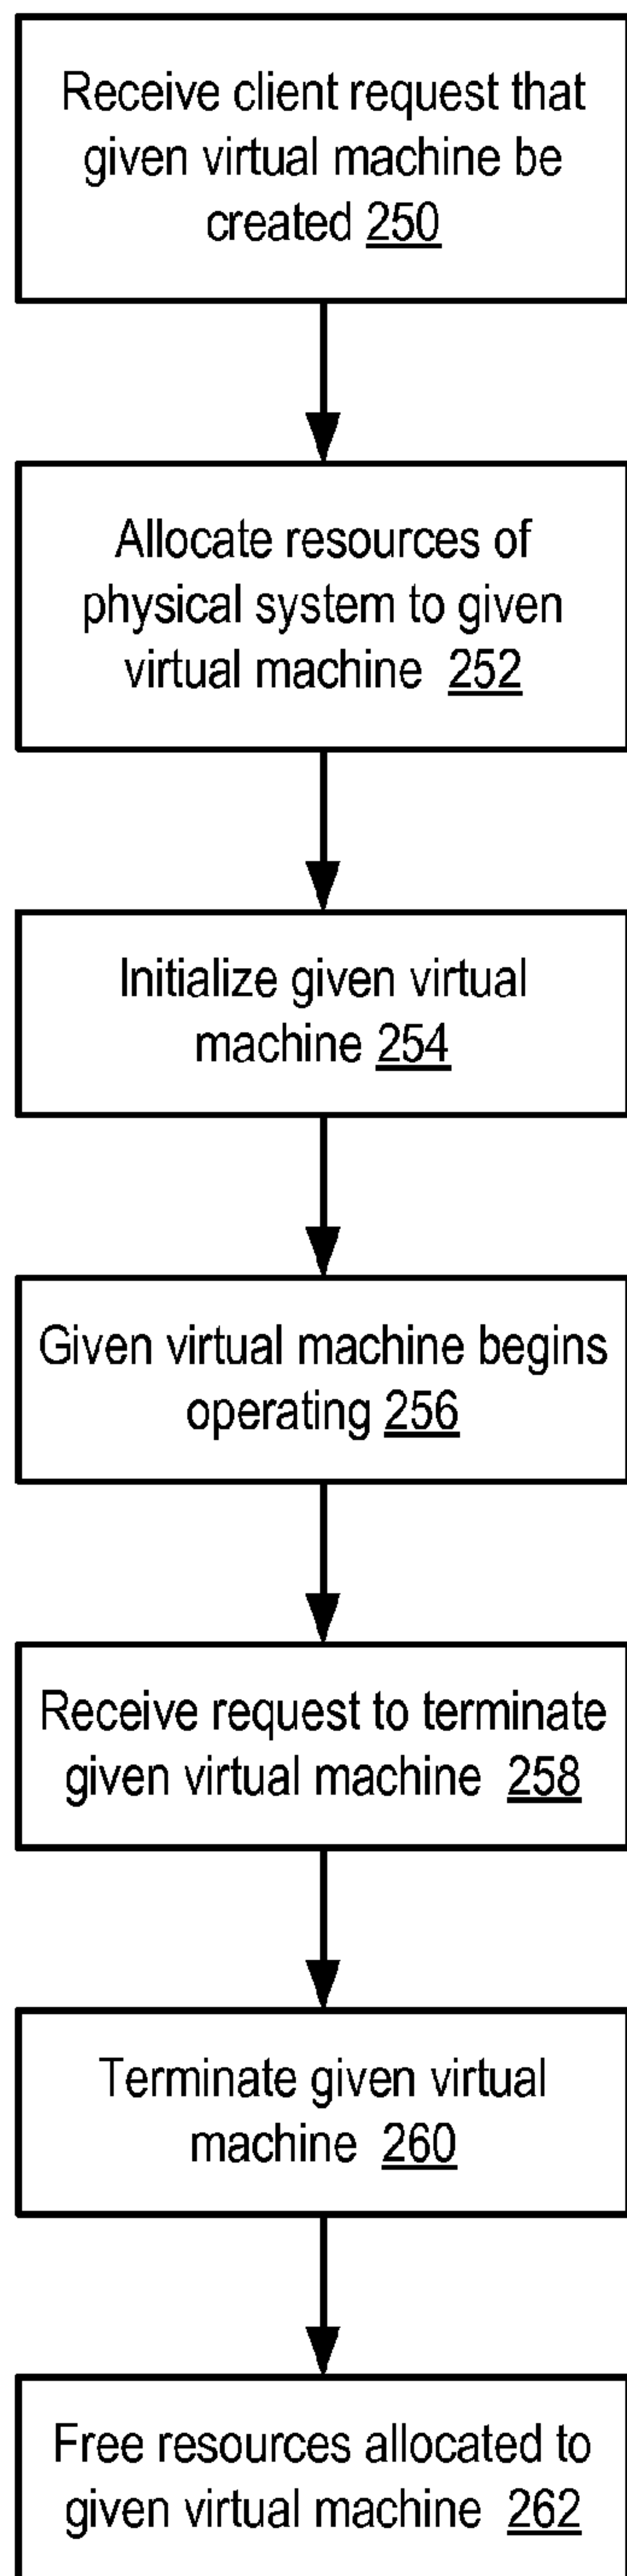 Receive client request that
given virtual machine be
created 250
Allocate resources of
physical system to given
virtual machine 252
Initialize given virtual
machine 254
Given virtual machine begins
operating 256
Receive request to terminate
given virtual machine 258
Terminate given virtual
machine 260
Free resources allocated to
given virtual machine 262